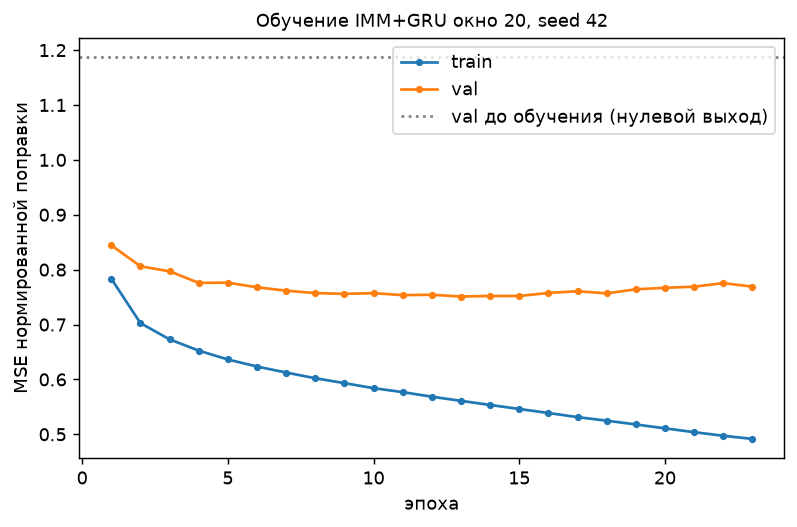 Обучение IMM+GRU окно 20, seed 42
train
val
val до обучения (нулевой выход)
MSE нормированной поправки
1.2
1.1
1.0
0.9
0.8
0.7
0.6
0.5
0 5 10 15 20
эпоха